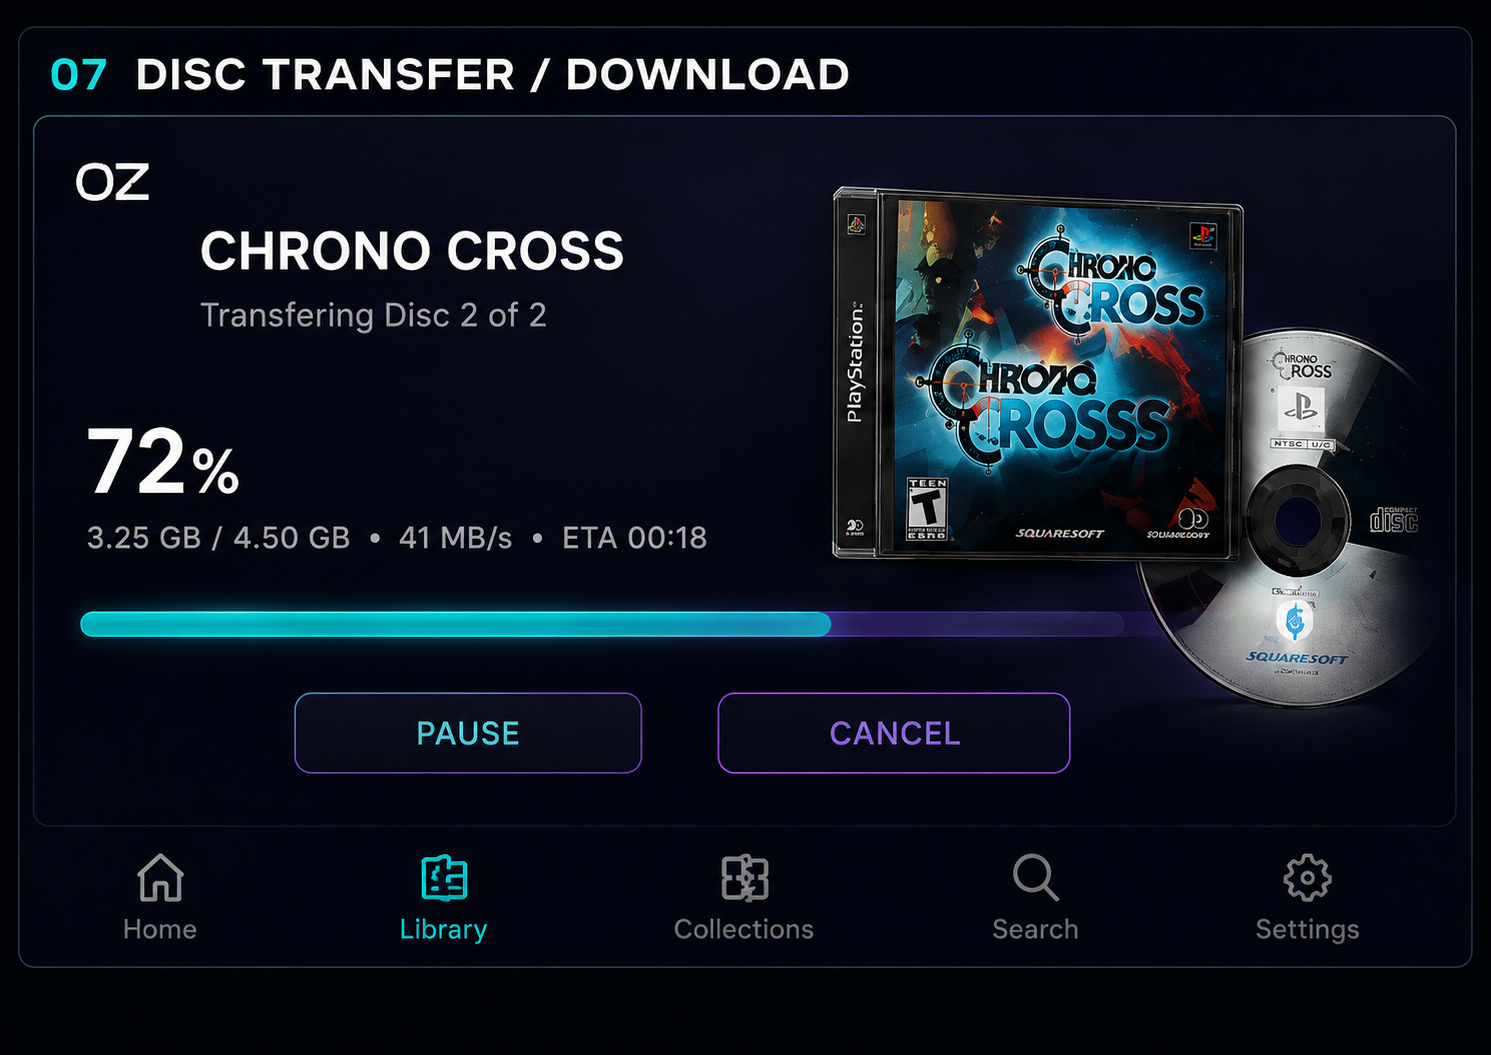 07 DISC TRANSFER / DOWNLOAD
OZ
CHRONO CROSS
Transfering Disc 2 of 2
72%
3.25 GB / 4.50 GB • 41 MB/s • ETA 00:18
PAUSE
CANCEL
PlayStation
CHRONO
CROSS
CHRONO
CROSSS
TEEN
T
SQUARESOFT
CHRONO
CROSS
NTSC U/C
COMPACT
disc
SQUARESOFT
Home
Library
Collections
Search
Settings